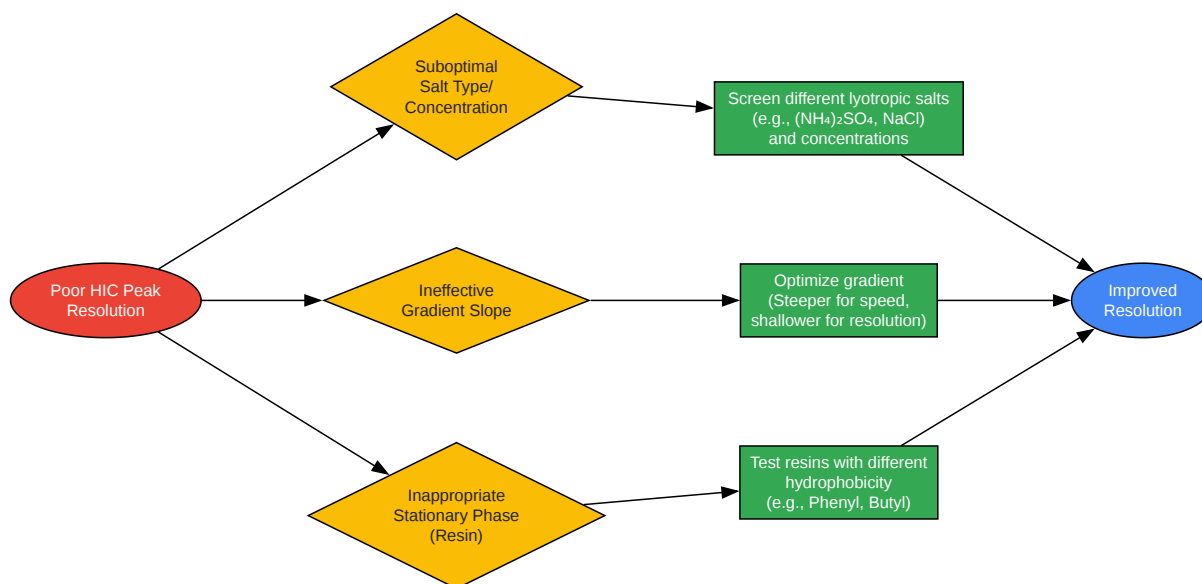 Suboptimal
Salt Type/
Concentration
Screen different lyotropic salts
(e.g., (NH₄)₂SO₄, NaCl)
and concentrations
Poor HIC Peak
Resolution
Ineffective
Gradient Slope
Optimize gradient
(Steeper for speed,
shallower for resolution)
Improved
Resolution
Inappropriate
Stationary Phase
(Resin)
Test resins with different
hydrophobicity
(e.g., Phenyl, Butyl)